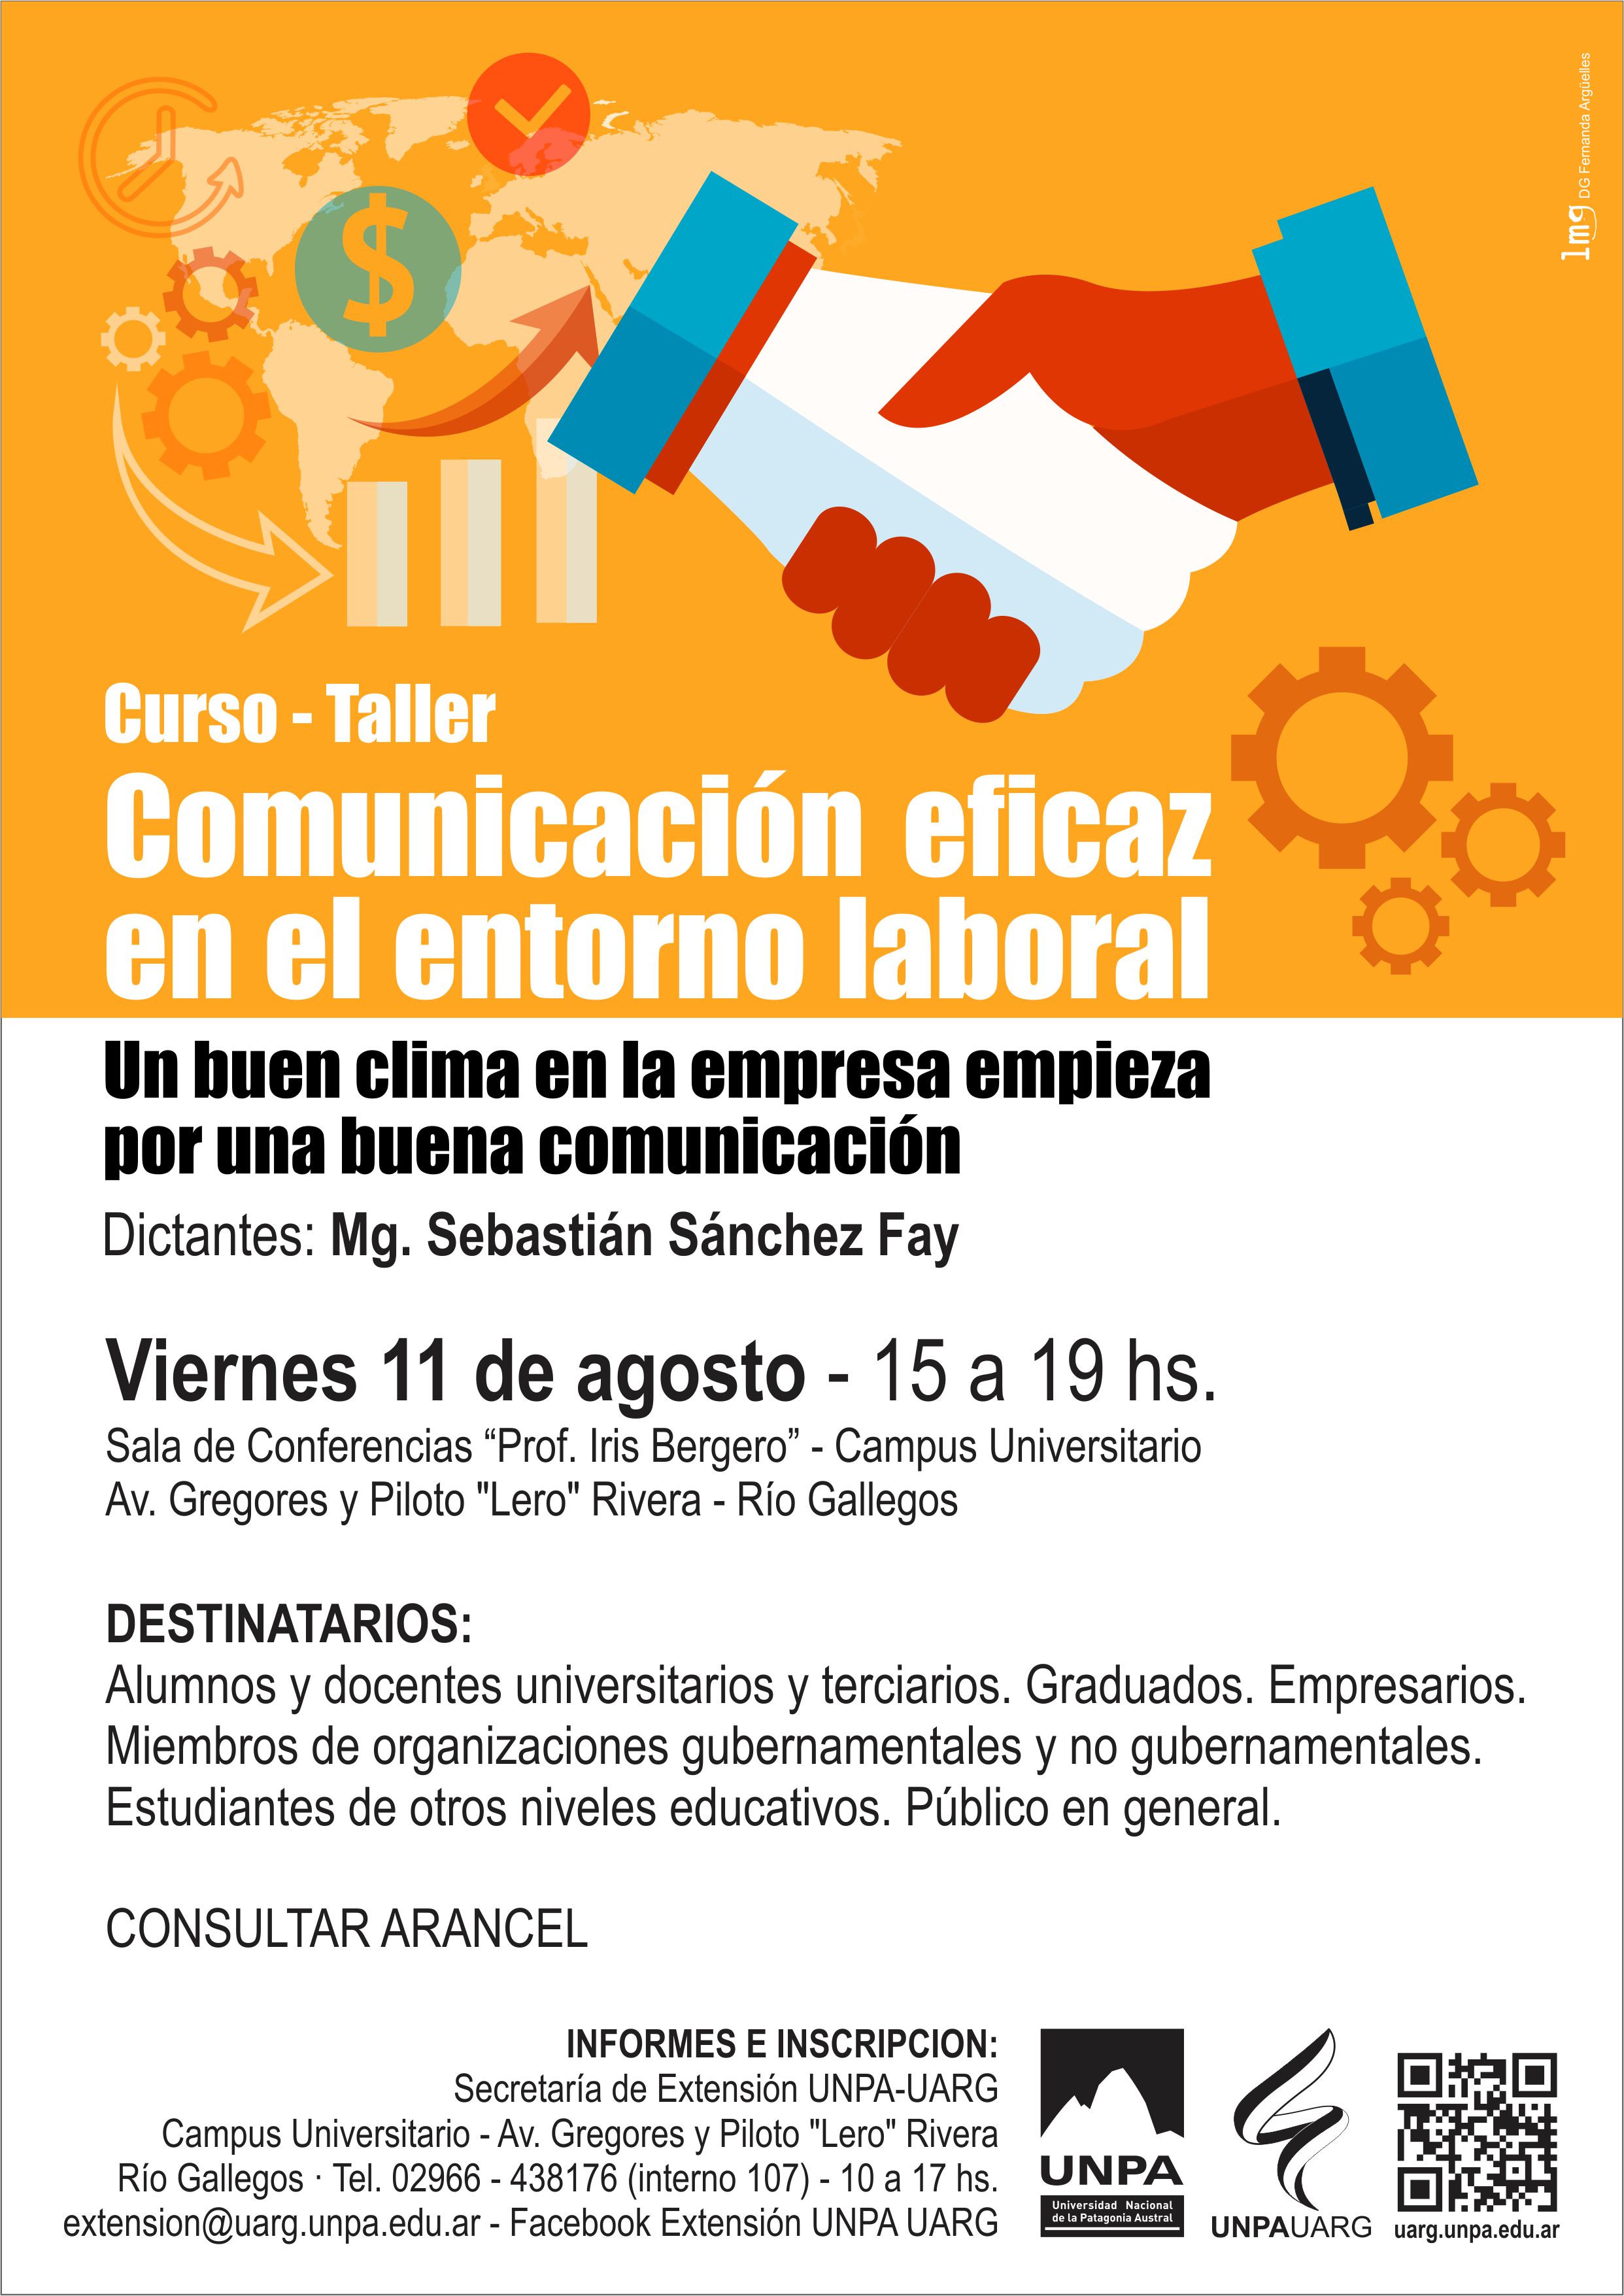 lmg DG Fernanda Argüelles
$
Curso - Taller
Comunicación eficaz
en el entorno laboral
Un buen clima en la empresa empieza
por una buena comunicación
Dictantes: Mg. Sebastián Sánchez Fay
Viernes 11 de agosto - 15 a 19 hs.
Sala de Conferencias “Prof. Iris Bergero” - Campus Universitario
Av. Gregores y Piloto "Lero" Rivera - Río Gallegos
DESTINATARIOS:
Alumnos y docentes universitarios y terciarios. Graduados. Empresarios.
Miembros de organizaciones gubernamentales y no gubernamentales.
Estudiantes de otros niveles educativos. Público en general.
CONSULTAR ARANCEL
INFORMES E INSCRIPCION:
Secretaría de Extensión UNPA-UARG
Campus Universitario - Av. Gregores y Piloto "Lero" Rivera
Río Gallegos · Tel. 02966 - 438176 (interno 107) - 10 a 17 hs.
extension@uarg.unpa.edu.ar - Facebook Extensión UNPA UARG
UNPA
Universidad Nacional
de la Patagonia Austral
UNPAUARG
uarg.unpa.edu.ar